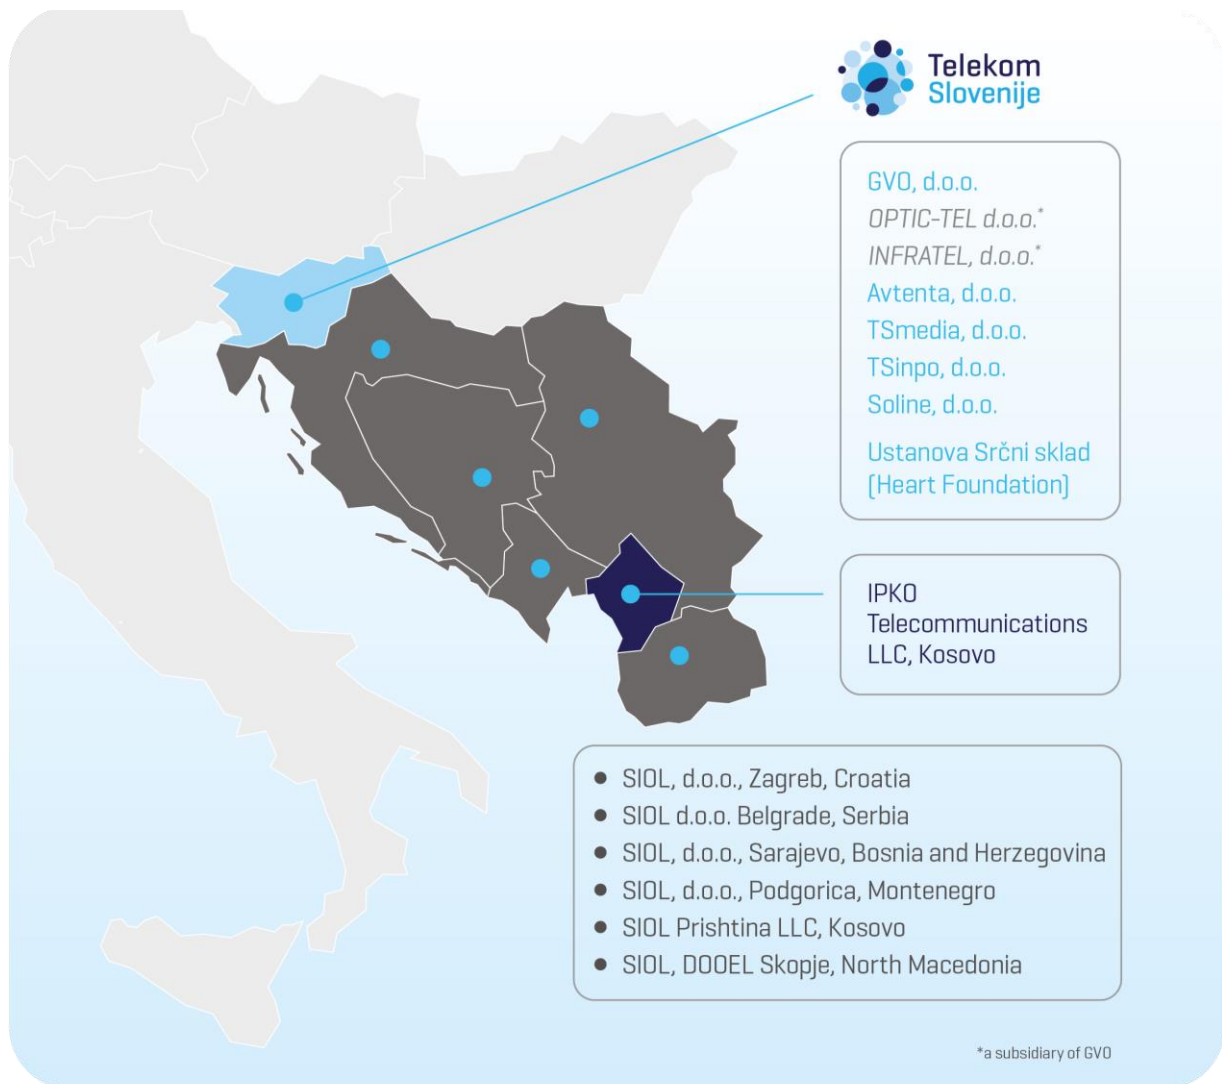 Telekom
Slovenije
GVO, d.o.o.
OPTIC-TEL d.o.o.*
INFRATEL, d.o.o.*
Avtenta, d.o.o.
TSmedia, d.o.o.
TSinpo, d.o.o.
Soline, d.o.o.
Ustanova Srčni sklad
(Heart Foundation)
IPKO
Telecommunications
LLC, Kosovo
● SIOL, d.o.o., Zagreb, Croatia
● SIOL d.o.o. Belgrade, Serbia
● SIOL, d.o.o., Sarajevo, Bosnia and Herzegovina
● SIOL, d.o.o., Podgorica, Montenegro
● SIOL Prishtina LLC, Kosovo
● SIOL, DOOEL Skopje, North Macedonia
*a subsidiary of GVO